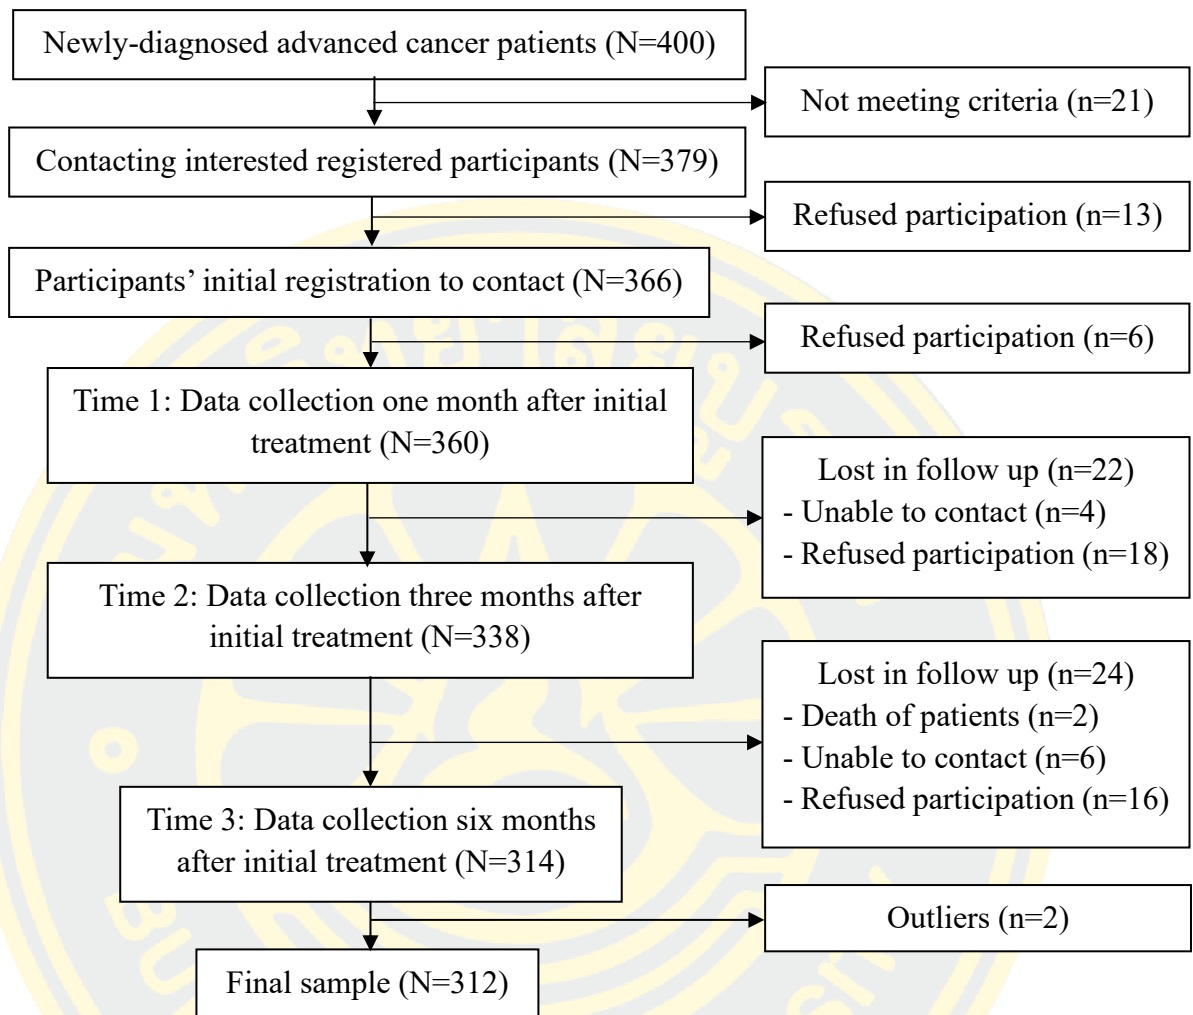 Newly-diagnosed advanced cancer patients (N=400)
Not meeting criteria (n=21)
Contacting interested registered participants (N=379)
Refused participation (n=13)
Participants’ initial registration to contact (N=366)
Refused participation (n=6)
Time 1: Data collection one month after initial
treatment (N=360)
Lost in follow up (n=22)
- Unable to contact (n=4)
- Refused participation (n=18)
Time 2: Data collection three months after
initial treatment (N=338)
Lost in follow up (n=24)
- Death of patients (n=2)
- Unable to contact (n=6)
- Refused participation (n=16)
Time 3: Data collection six months
after initial treatment (N=314)
Outliers (n=2)
Final sample (N=312)